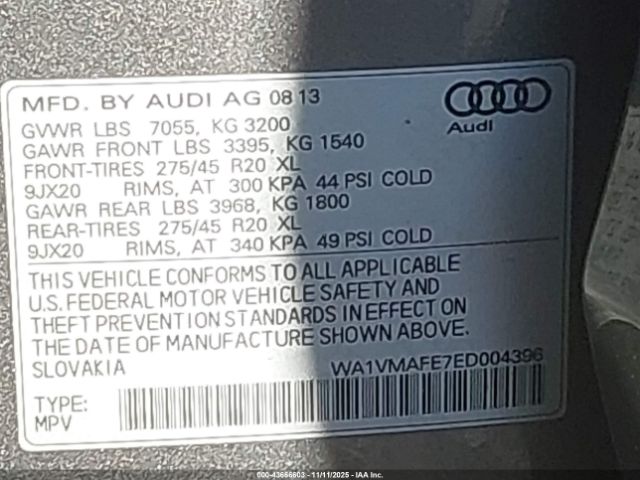 MFD. BY AUDI AG 08 13
Audi
GVWR LBS 7055, KG 3200
GAWR FRONT LBS 3395, KG 1540
FRONT-TIRES 275/45 R20 XL
9JX20 RIMS, AT 300 KPA 44 PSI COLD
GAWR REAR LBS 3968, KG 1800
REAR-TIRES 275/45 R20 XL
9JX20 RIMS, AT 340 KPA 49 PSI COLD
THIS VEHICLE CONFORMS TO ALL APPLICABLE
U.S. FEDERAL MOTOR VEHICLE SAFETY AND
THEFT PREVENTION STANDARDS IN EFFECT ON
THE DATE OF MANUFACTURE SHOWN ABOVE.
SLOVAKIA WA1VMAFE7ED004396
TYPE:
MPV
000-43656603 - 11/11/2025 - IAA Inc.